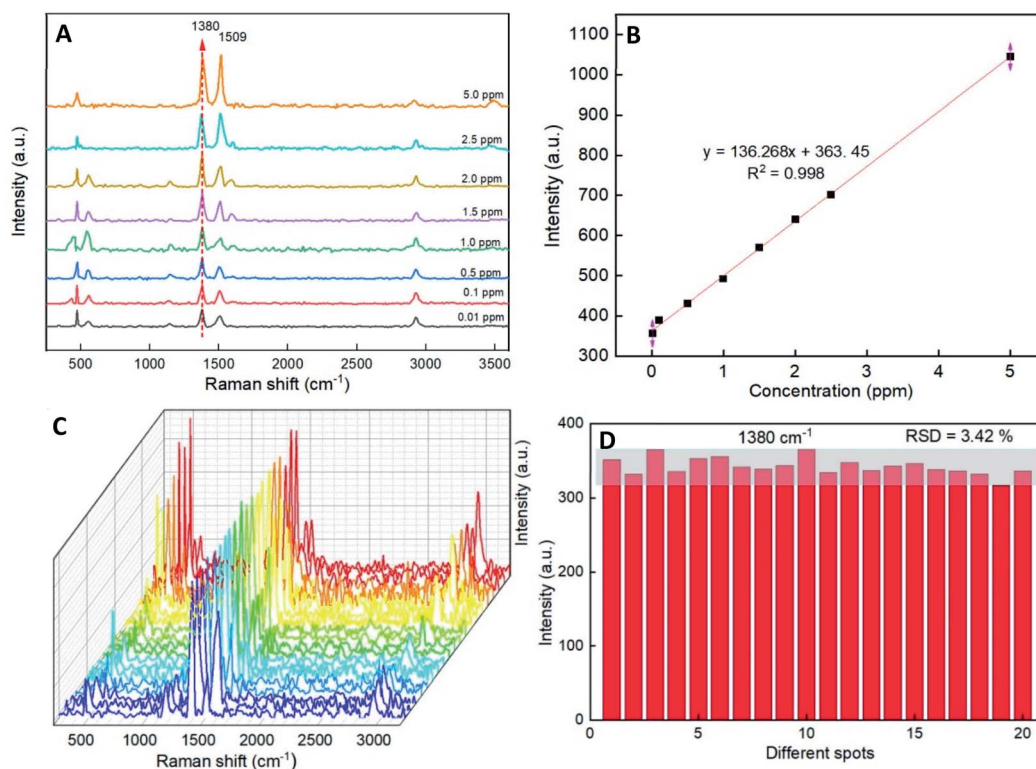 A
1380
1509
5.0 ppm
2.5 ppm
2.0 ppm
1.5 ppm
1.0 ppm
0.5 ppm
0.1 ppm
0.01 ppm
Intensity (a.u.)
500 1000 1500 2000 2500 3000 3500
Raman shift (cm⁻¹)
B
1100
1000
900
800
700
600
500
400
300
y = 136.268x + 363. 45
R² = 0.998
Intensity (a.u.)
0 1 2 3 4 5
Concentration (ppm)
C
Intensity (a.u.)
500 1000 1500 2000 2500 3000
Raman shift (cm⁻¹)
D
1380 cm⁻¹ RSD = 3.42 %
400
300
200
100
0
Intensity (a.u.)
0 5 10 15 20
Different spots